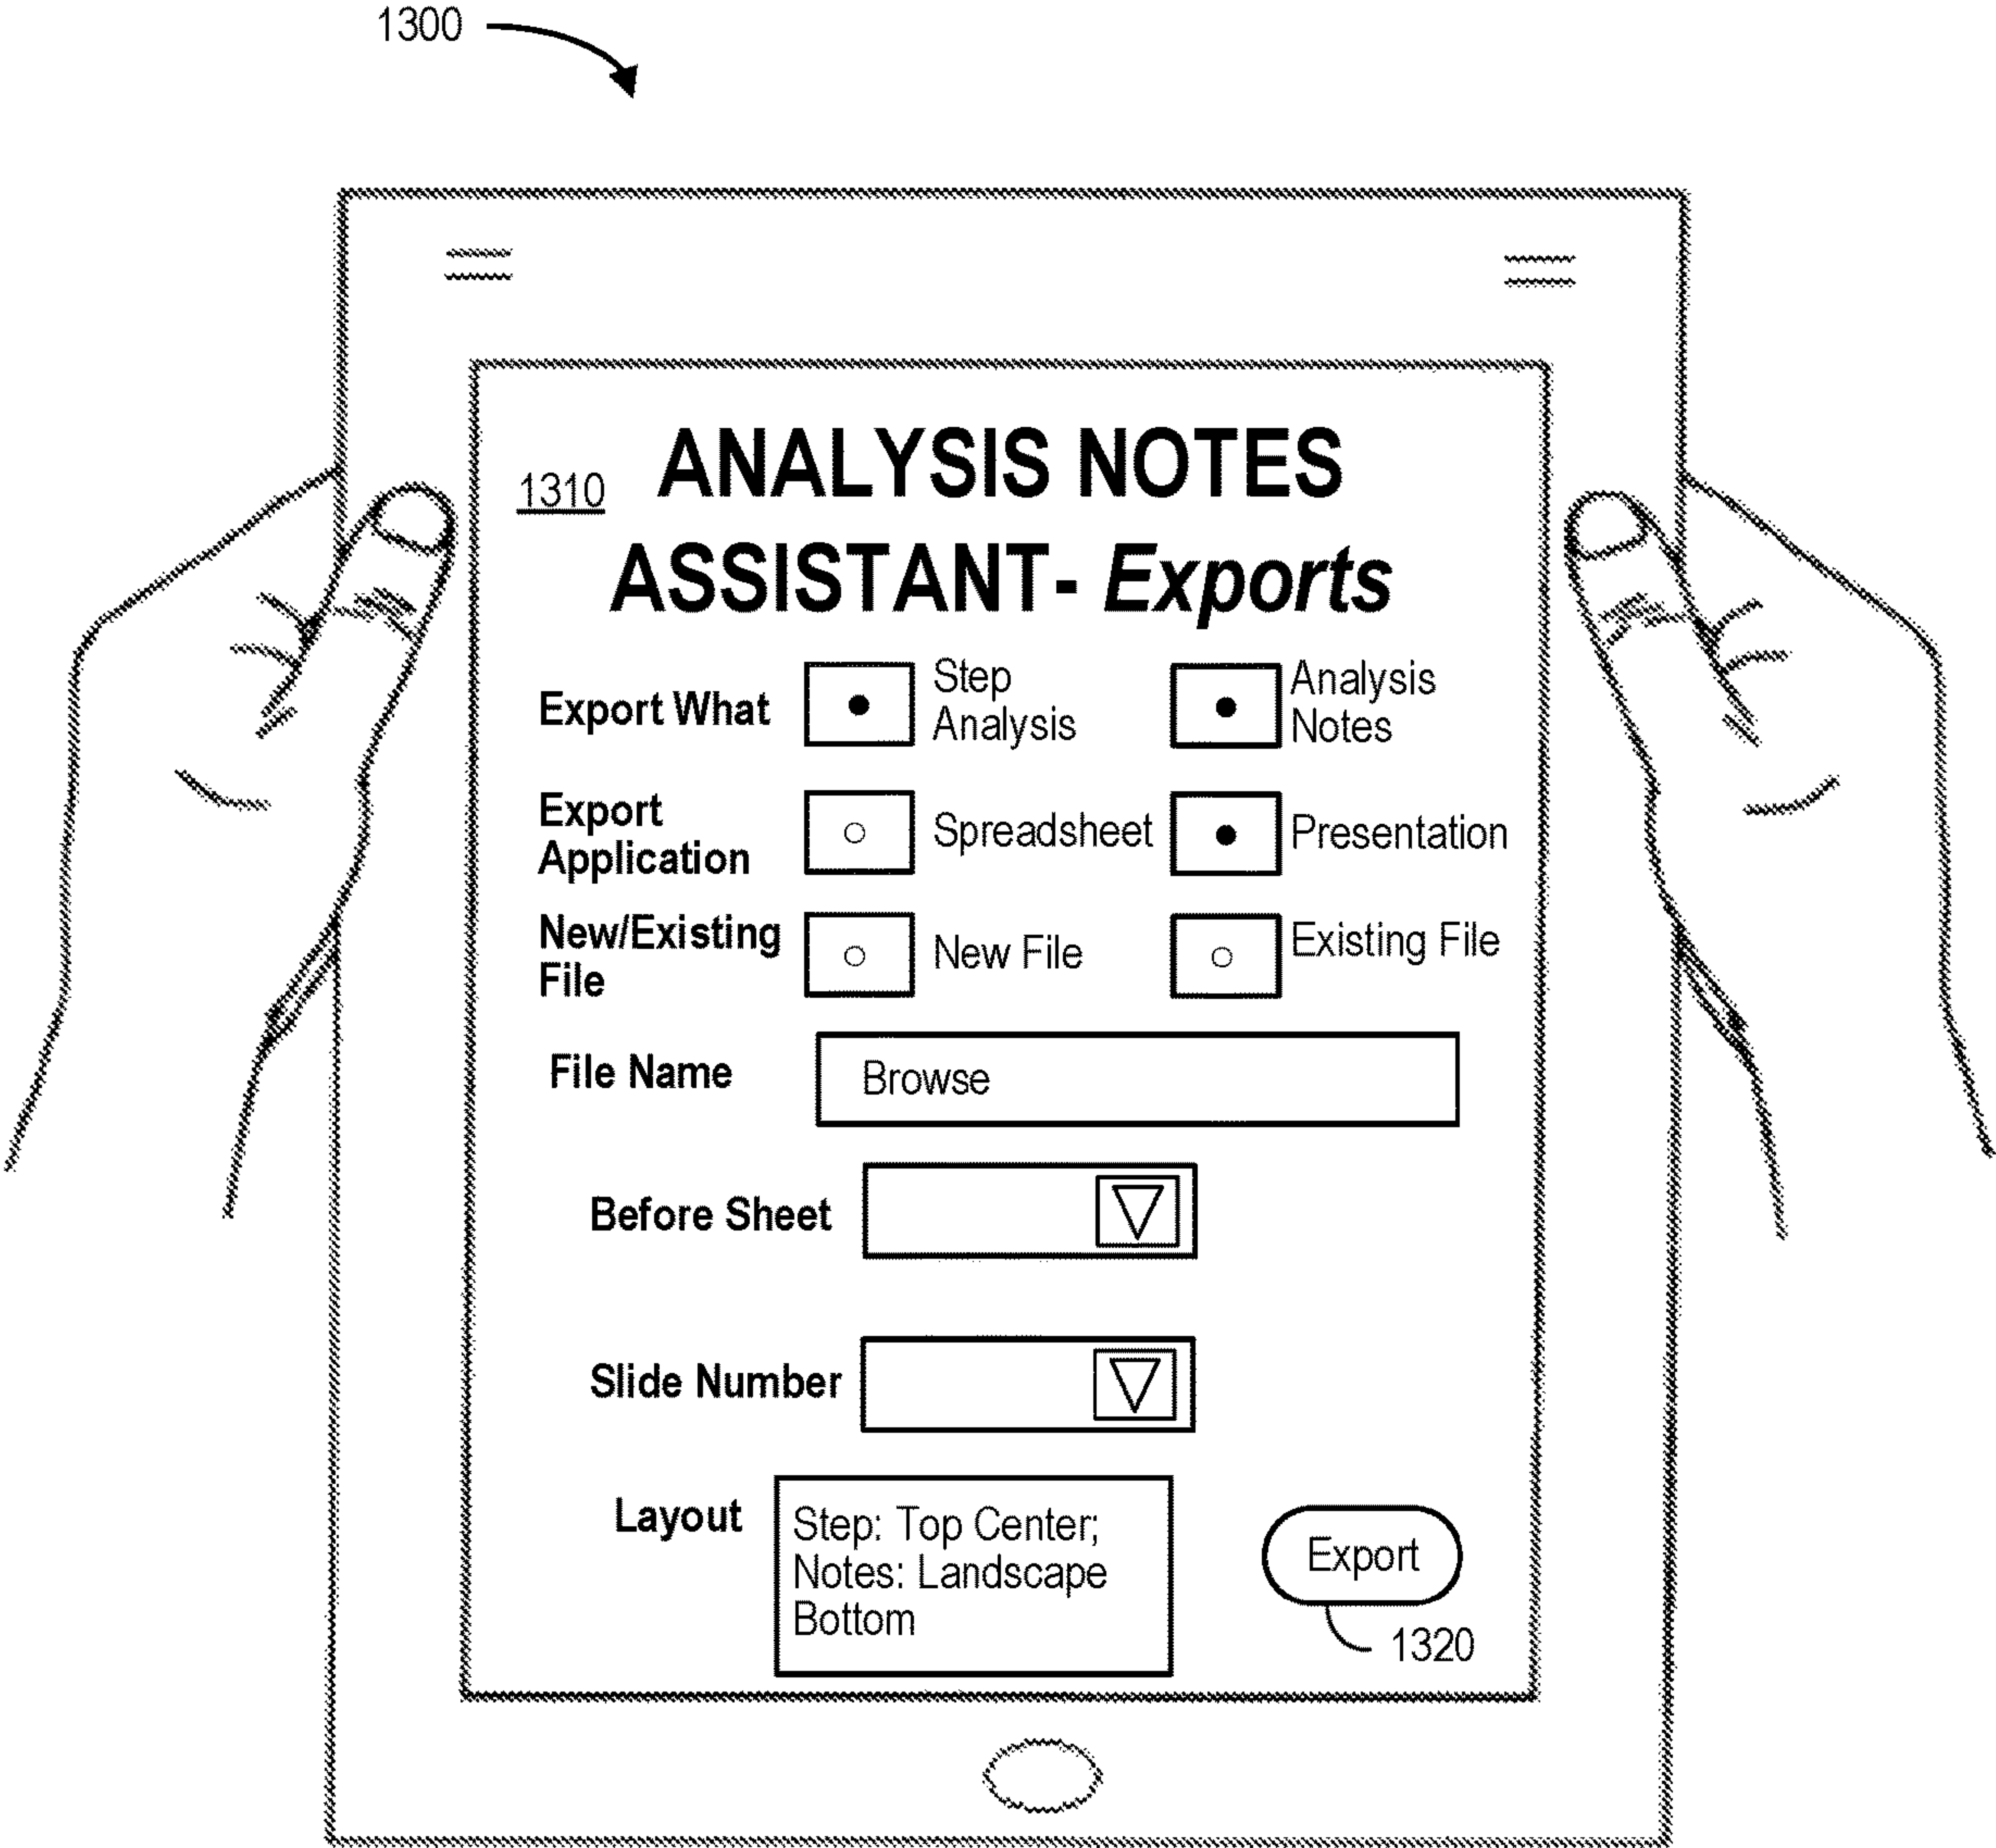 1300
1310
ANALYSIS NOTES
ASSISTANT- Exports
Export What
Step
Analysis
Analysis
Notes
Export
Application
Spreadsheet
Presentation
New/Existing
File
New File
Existing File
File Name
Browse
Before Sheet
Slide Number
Layout
Step: Top Center;
Notes: Landscape
Bottom
Export
1320